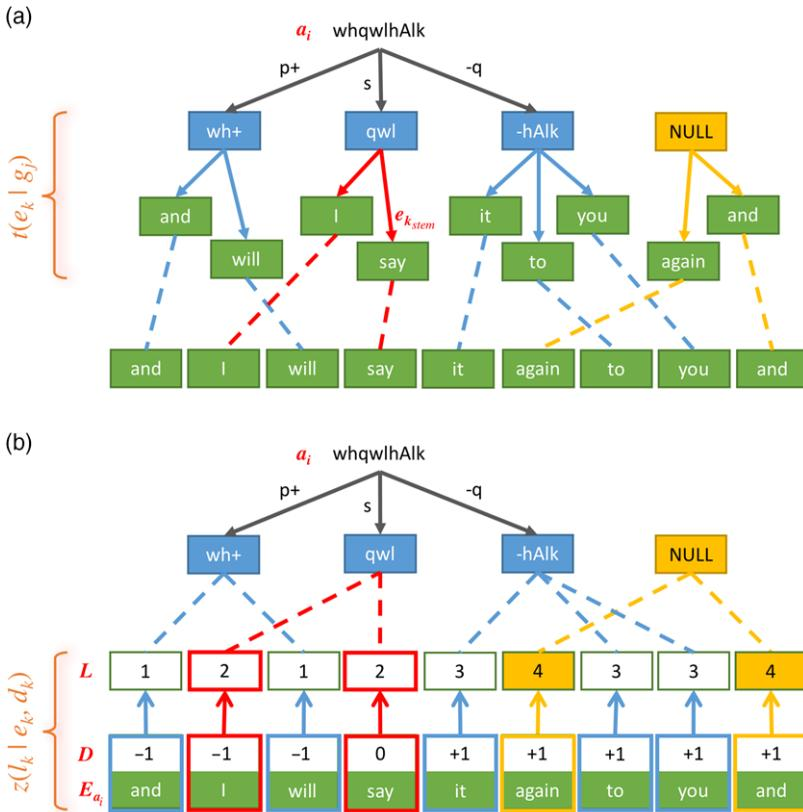 (a)
a_i whqwlhAlk
p+ s -q
wh+ qwl -hAlk NULL
t(e_k | g_j)
and I it you and
e_k_stem
will say to again
and I will say it again to you and
(b)
a_i whqwlhAlk
p+ s -q
wh+ qwl -hAlk NULL
z(l_k | e_k, d_k)
L 1 2 1 2 3 4 3 3 4
D −1 −1 −1 0 +1 +1 +1 +1 +1
E_a_i and I will say it again to you and